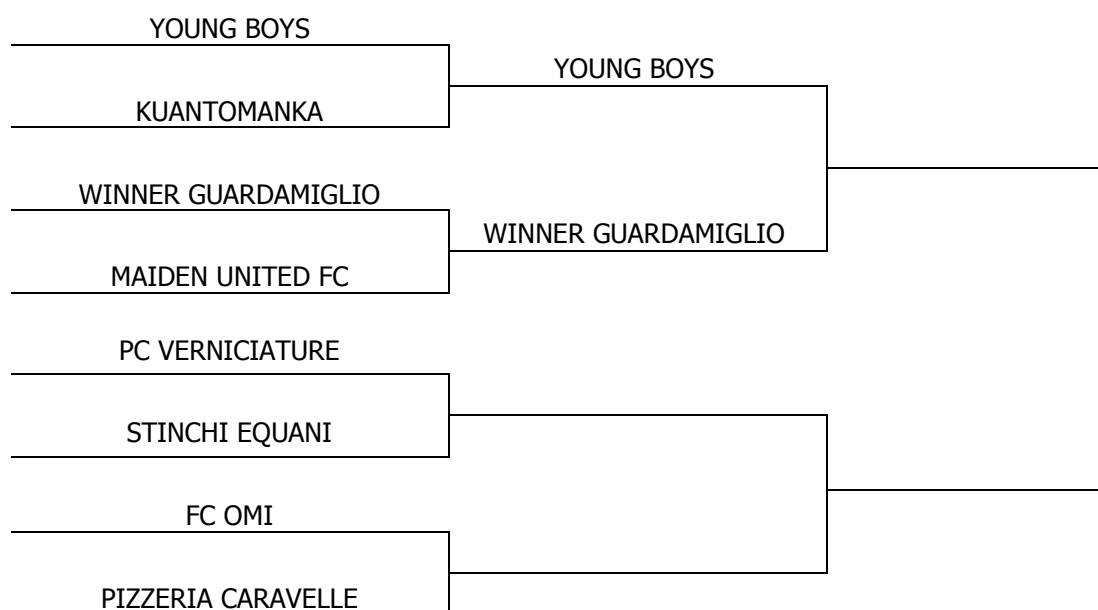 YOUNG BOYS
YOUNG BOYS
KUANTOMANKA
WINNER GUARDAMIGLIO
WINNER GUARDAMIGLIO
MAIDEN UNITED FC
PC VERNICIATURE
STINCHI EQUANI
FC OMI
PIZZERIA CARAVELLE